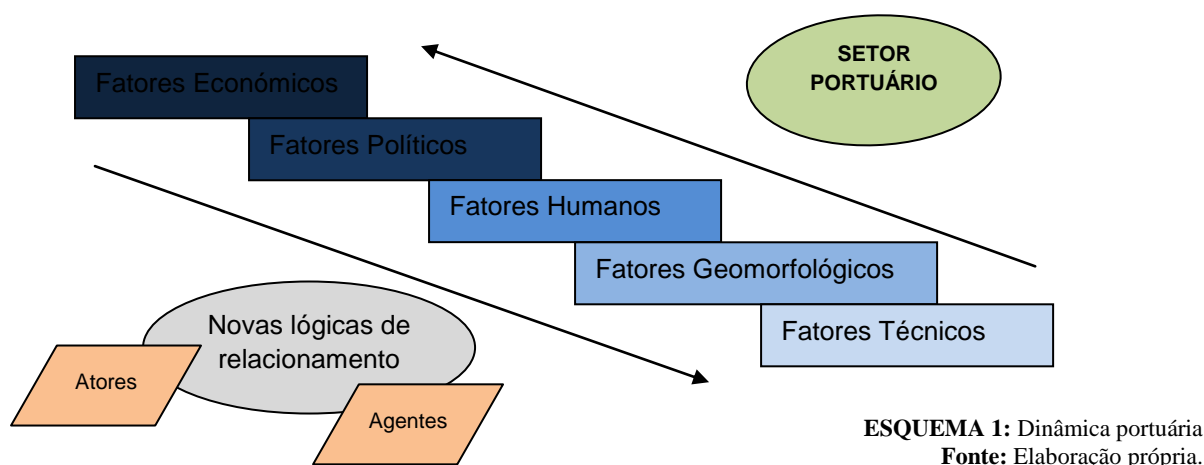 SETOR
PORTUÁRIO
Fatores Económicos
Fatores Políticos
Fatores Humanos
Fatores Geomorfológicos
Fatores Técnicos
Novas lógicas de
relacionamento
Atores
Agentes
ESQUEMA 1: Dinâmica portuária
Fonte: Elaboração própria.